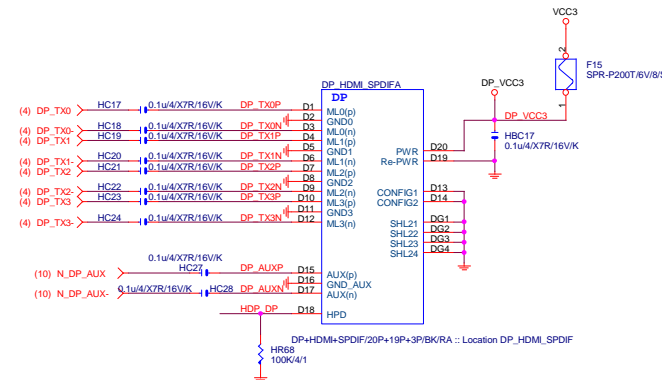 VCC3
2
F15
SPR-P200T/6V/8/S
1
DP_HDMI_SPDIFA
DP_VCC3
DP_VCC3
HBC17
0.1u/4/X7R/16V/K
DP
(4) DP_TX0 HC17 0.1u/4/X7R/16V/K DP_TX0P D1 ML0(p)
D2 GND0
(4) DP_TX0- HC18 0.1u/4/X7R/16V/K DP_TX0N D3 ML0(n)
(4) DP_TX1 HC19 0.1u/4/X7R/16V/K DP_TX1P D4 ML1(p)
D5 GND1
(4) DP_TX1- HC20 0.1u/4/X7R/16V/K DP_TX1N D6 ML1(n)
(4) DP_TX2 HC21 0.1u/4/X7R/16V/K DP_TX2P D7 ML2(p)
D8 GND2
(4) DP_TX2- HC22 0.1u/4/X7R/16V/K DP_TX2N D9 ML2(n)
(4) DP_TX3 HC23 0.1u/4/X7R/16V/K DP_TX3P D10 ML3(p)
D11 GND3
(4) DP_TX3- HC24 0.1u/4/X7R/16V/K DP_TX3N D12 ML3(n)
PWR D20
Re-PWR D19
CONFIG1 D13
CONFIG2 D14
SHL21 DG1
SHL22 DG2
SHL23 DG3
SHL24 DG4
0.1u/4/X7R/16V/K
(10) N_DP_AUX HC27 DP_AUXP D15 AUX(p)
D16 GND_AUX
(10) N_DP_AUX- 0.1u/4/X7R/16V/K HC28 DP_AUXN D17 AUX(n)
HDP_DP D18 HPD
HR68
100K/4/1
DP+HDMI+SPDIF/20P+19P+3P/BK/RA :: Location DP_HDMI_SPDIF